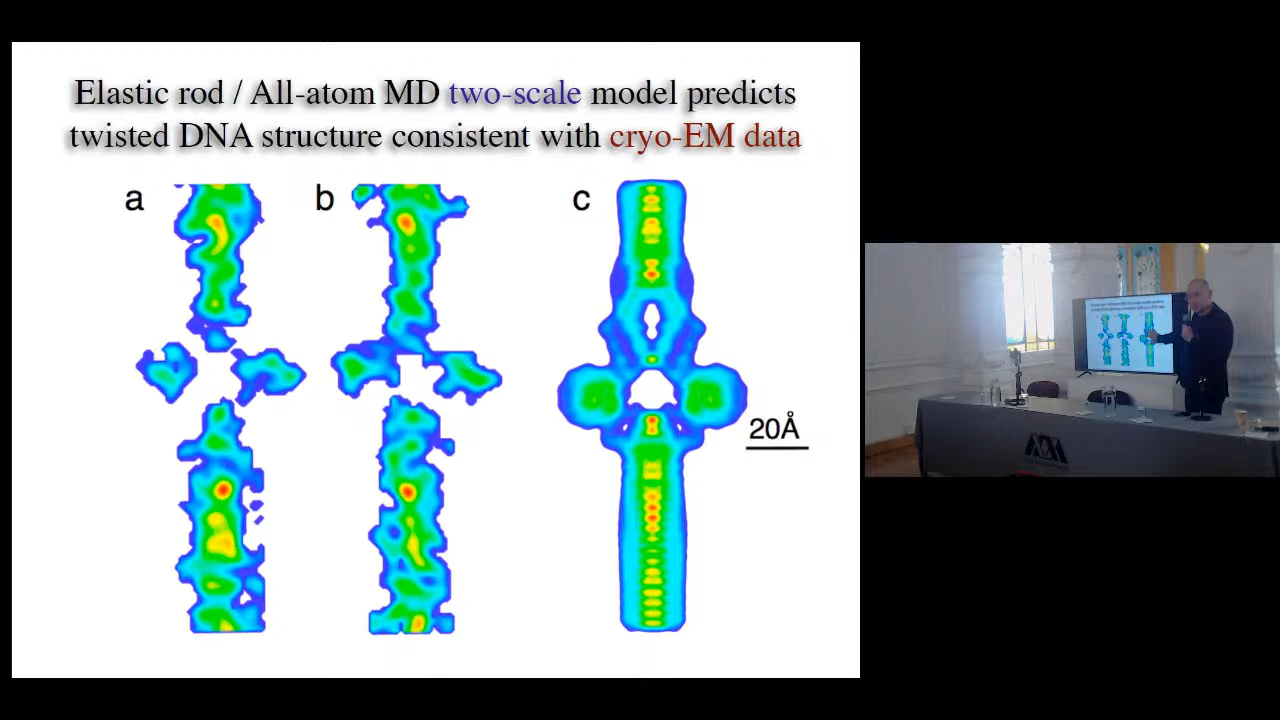 Elastic rod / All-atom MD two-scale model predicts
twisted DNA structure consistent with cryo-EM data
a
b
c
20Å